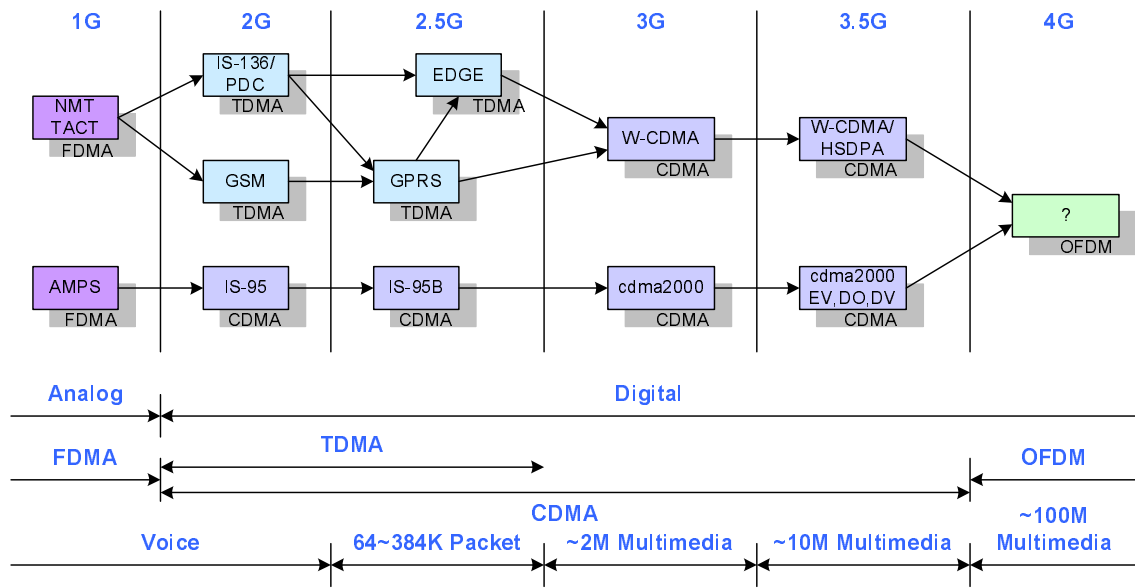 1G
2G
2.5G
3G
3.5G
4G
IS-136/
PDC
TDMA
EDGE
TDMA
NMT
TACT
FDMA
W-CDMA
CDMA
W-CDMA/
HSDPA
CDMA
GSM
TDMA
GPRS
TDMA
?
OFDM
AMPS
FDMA
IS-95
CDMA
IS-95B
CDMA
cdma2000
CDMA
cdma2000
EV,DO,DV
CDMA
Analog
Digital
FDMA
TDMA
OFDM
CDMA
Voice
64~384K Packet
~2M Multimedia
~10M Multimedia
~100M
Multimedia